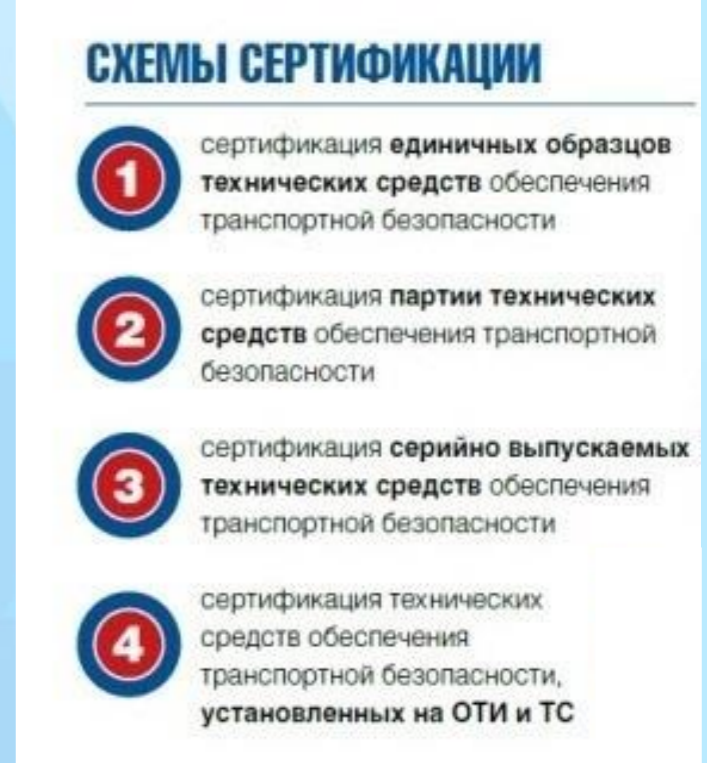 СХЕМЫ СЕРТИФИКАЦИИ
1
сертификация единичных образцов
технических средств обеспечения
транспортной безопасности
2
сертификация партии технических
средств обеспечения транспортной
безопасности
3
сертификация серийно выпускаемых
технических средств обеспечения
транспортной безопасности
4
сертификация технических
средств обеспечения
транспортной безопасности,
установленных на ОТИ и ТС